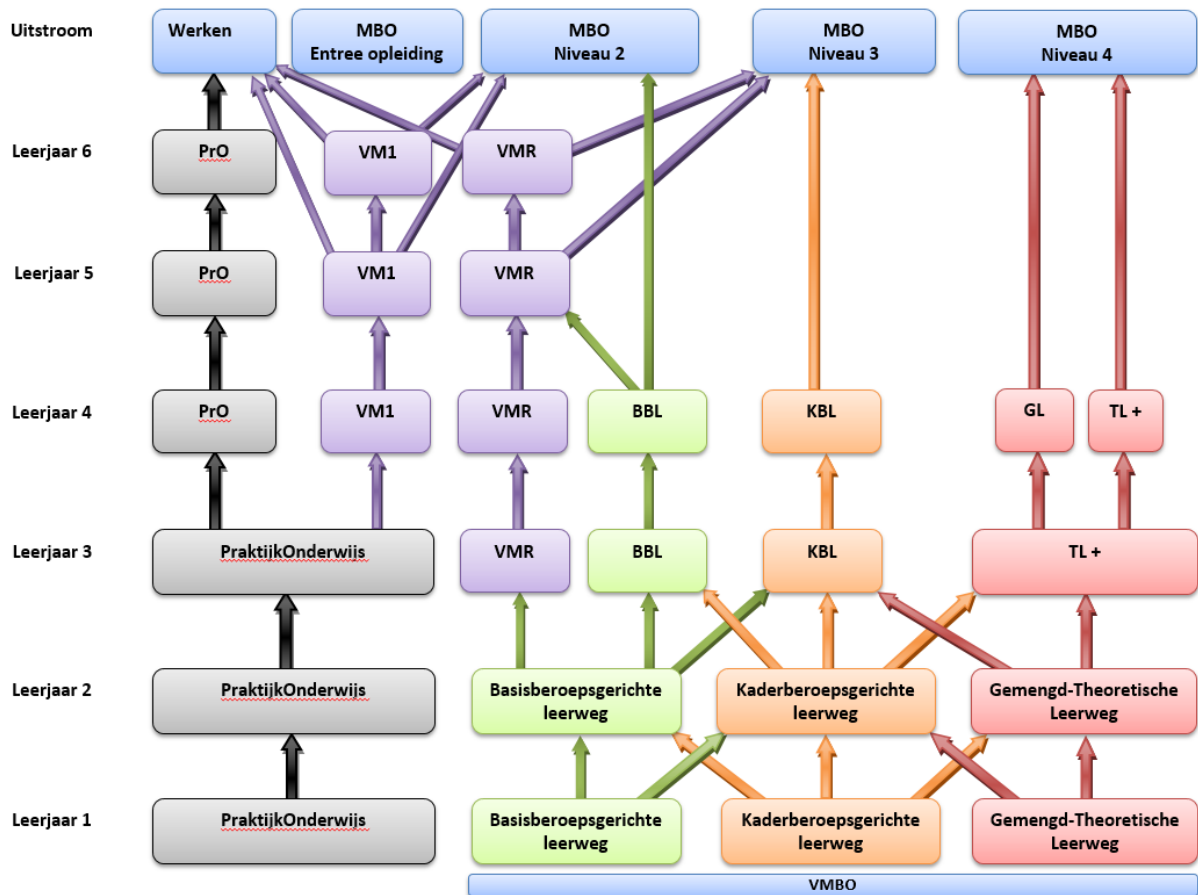 Uitstroom
Werken
MBO
Entree opleiding
MBO
Niveau 2
MBO
Niveau 3
MBO
Niveau 4
Leerjaar 6
PrO
VM1
VMR
Leerjaar 5
PrO
VM1
VMR
Leerjaar 4
PrO
VM1
VMR
BBL
KBL
GL
TL +
Leerjaar 3
PraktijkOnderwijs
VMR
BBL
KBL
TL +
Leerjaar 2
PraktijkOnderwijs
Basisberoepsgerichte
leerweg
Kaderberoepsgerichte
leerweg
Gemengd-Theoretische
Leerweg
Leerjaar 1
PraktijkOnderwijs
Basisberoepsgerichte
leerweg
Kaderberoepsgerichte
leerweg
Gemengd-Theoretische
Leerweg
VMBO